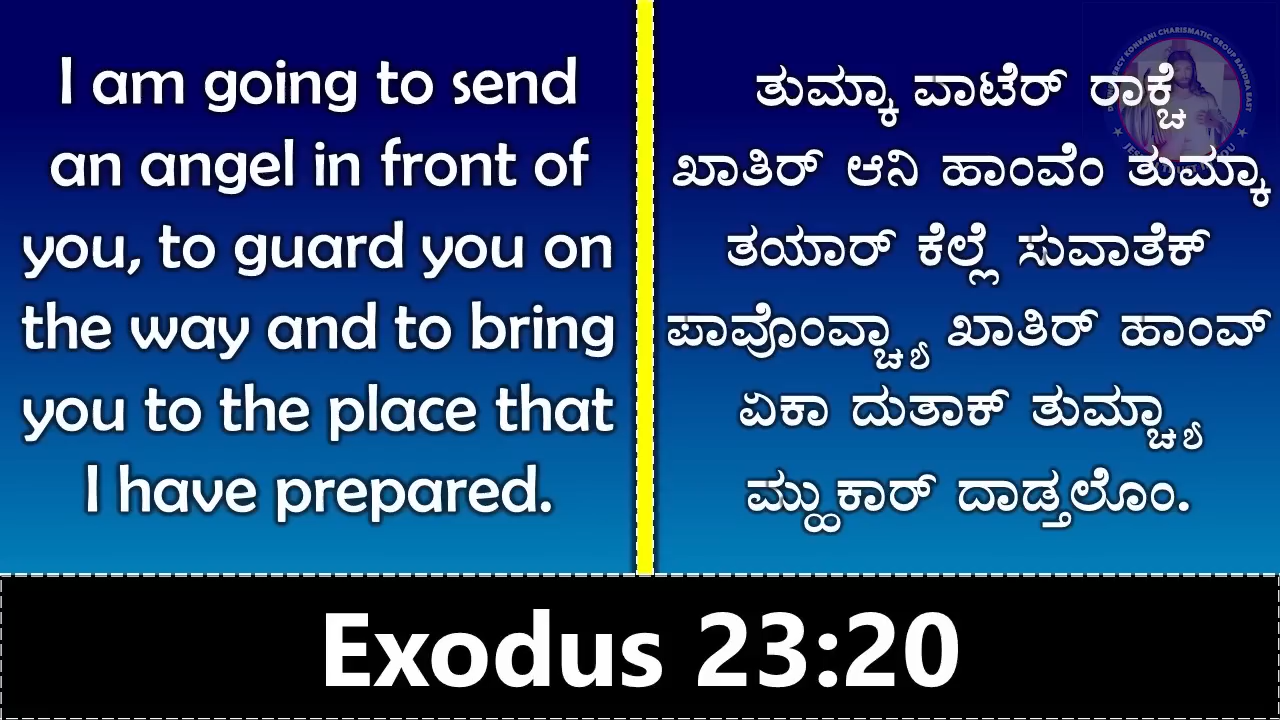 I am going to send
an angel in front of
you, to guard you on
the way and to bring
you to the place that
I have prepared.
ತುಮ್ಕಾ ವಾಟೆರ್ ರಾಕ್ಚೆ
ಖಾತಿರ್ ಆನಿ ಹಾಂವೆಂ ತುಮ್ಕಾ
ತಯಾರ್ ಕೆಲ್ಲೆ ಸುವಾತೆಕ್
ಪಾವೊಂವ್ಚ್ಯಾ ಖಾತಿರ್ ಹಾಂವ್
ಏಕಾ ದುತಾಕ್ ತುಮ್ಚ್ಯಾ
ಮ್ಹುಕಾರ್ ದಾಡ್ತಲೊಂ.
Exodus 23:20